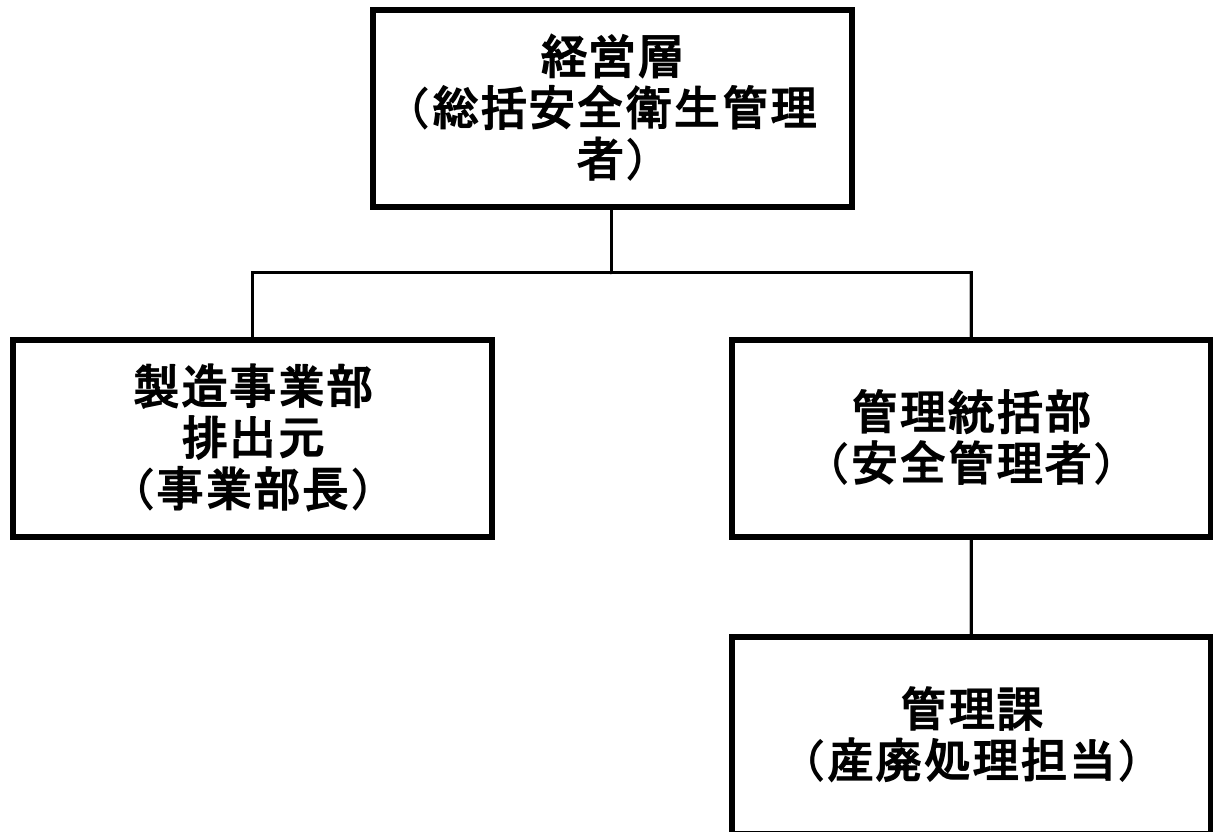 経営層
（総括安全衛生管理
者）
製造事業部
排出元
（事業部長）
管理統括部
（安全管理者）
管理課
（産廃処理担当）